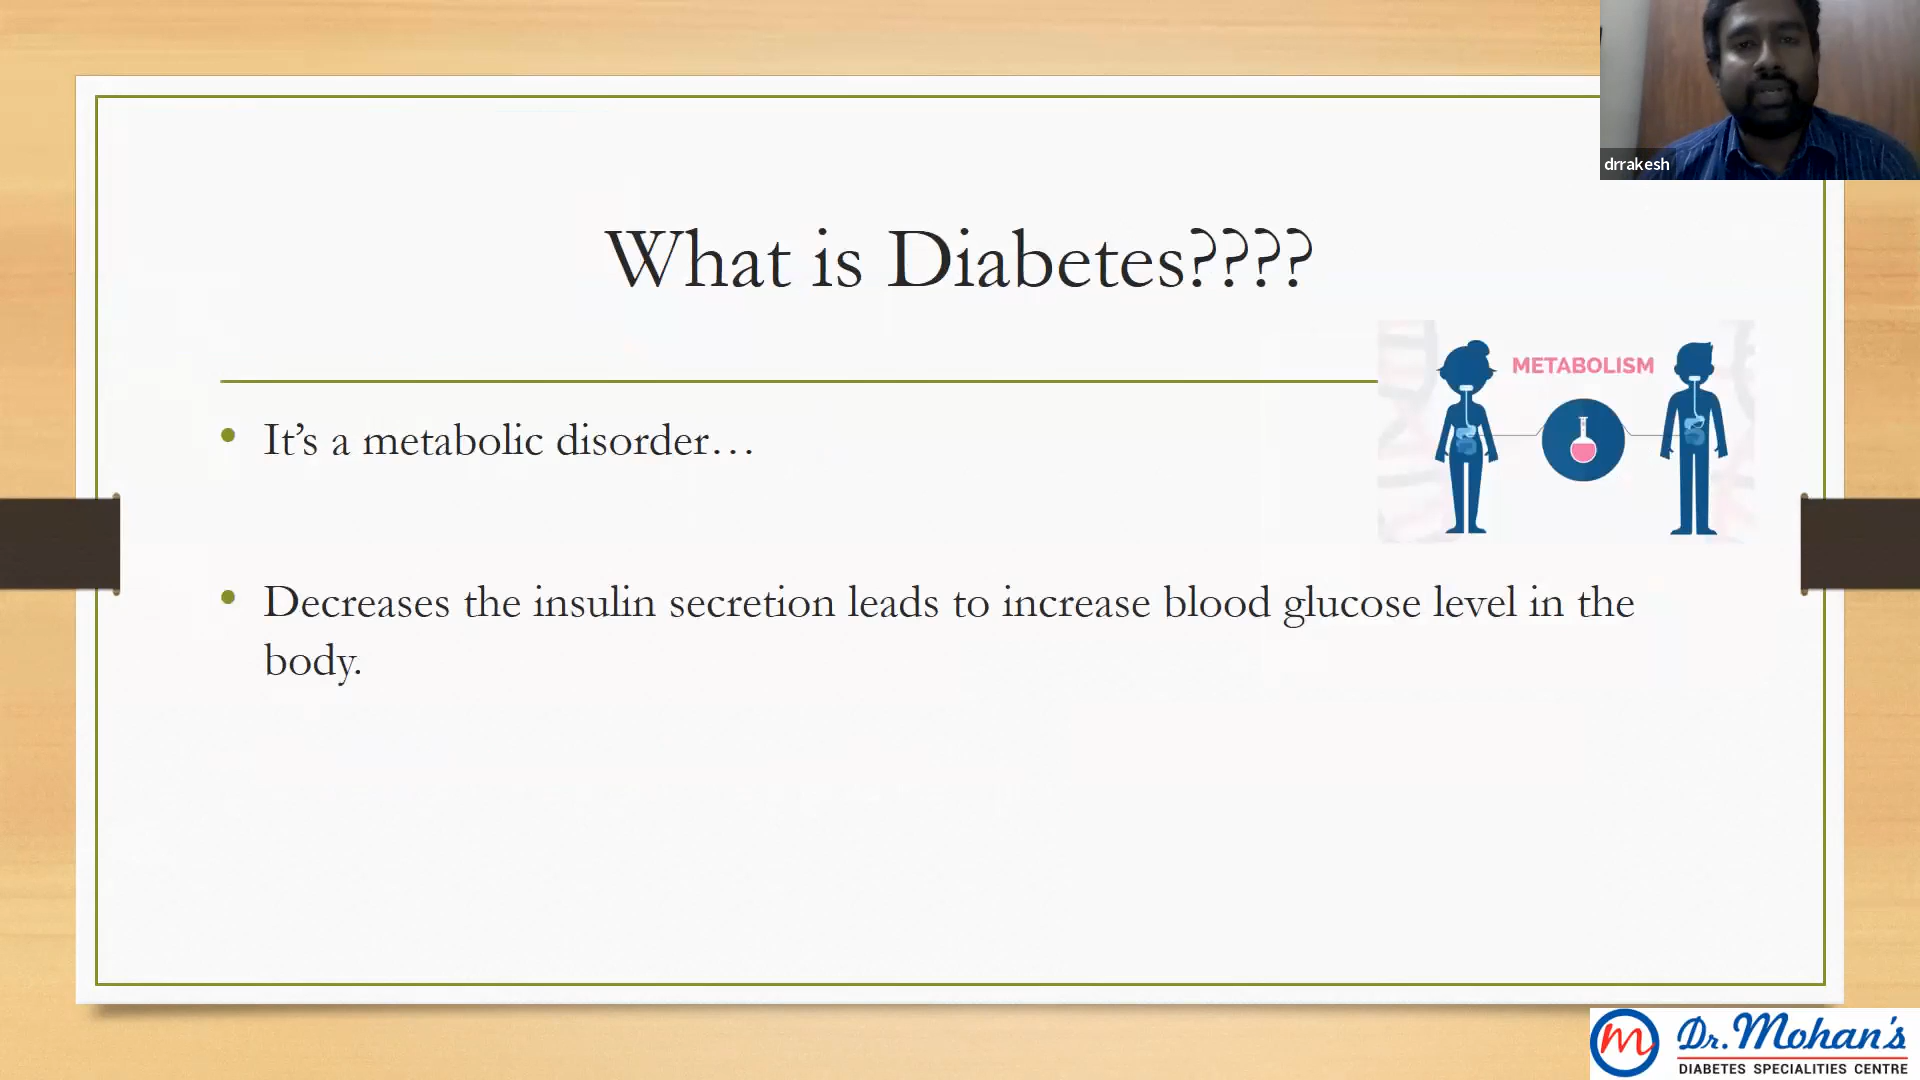 drrakesh
What is Diabetes????
METABOLISM
• It’s a metabolic disorder…
• Decreases the insulin secretion leads to increase blood glucose level in the
body.
m Dr. Mohan's
DIABETES SPECIALITIES CENTRE